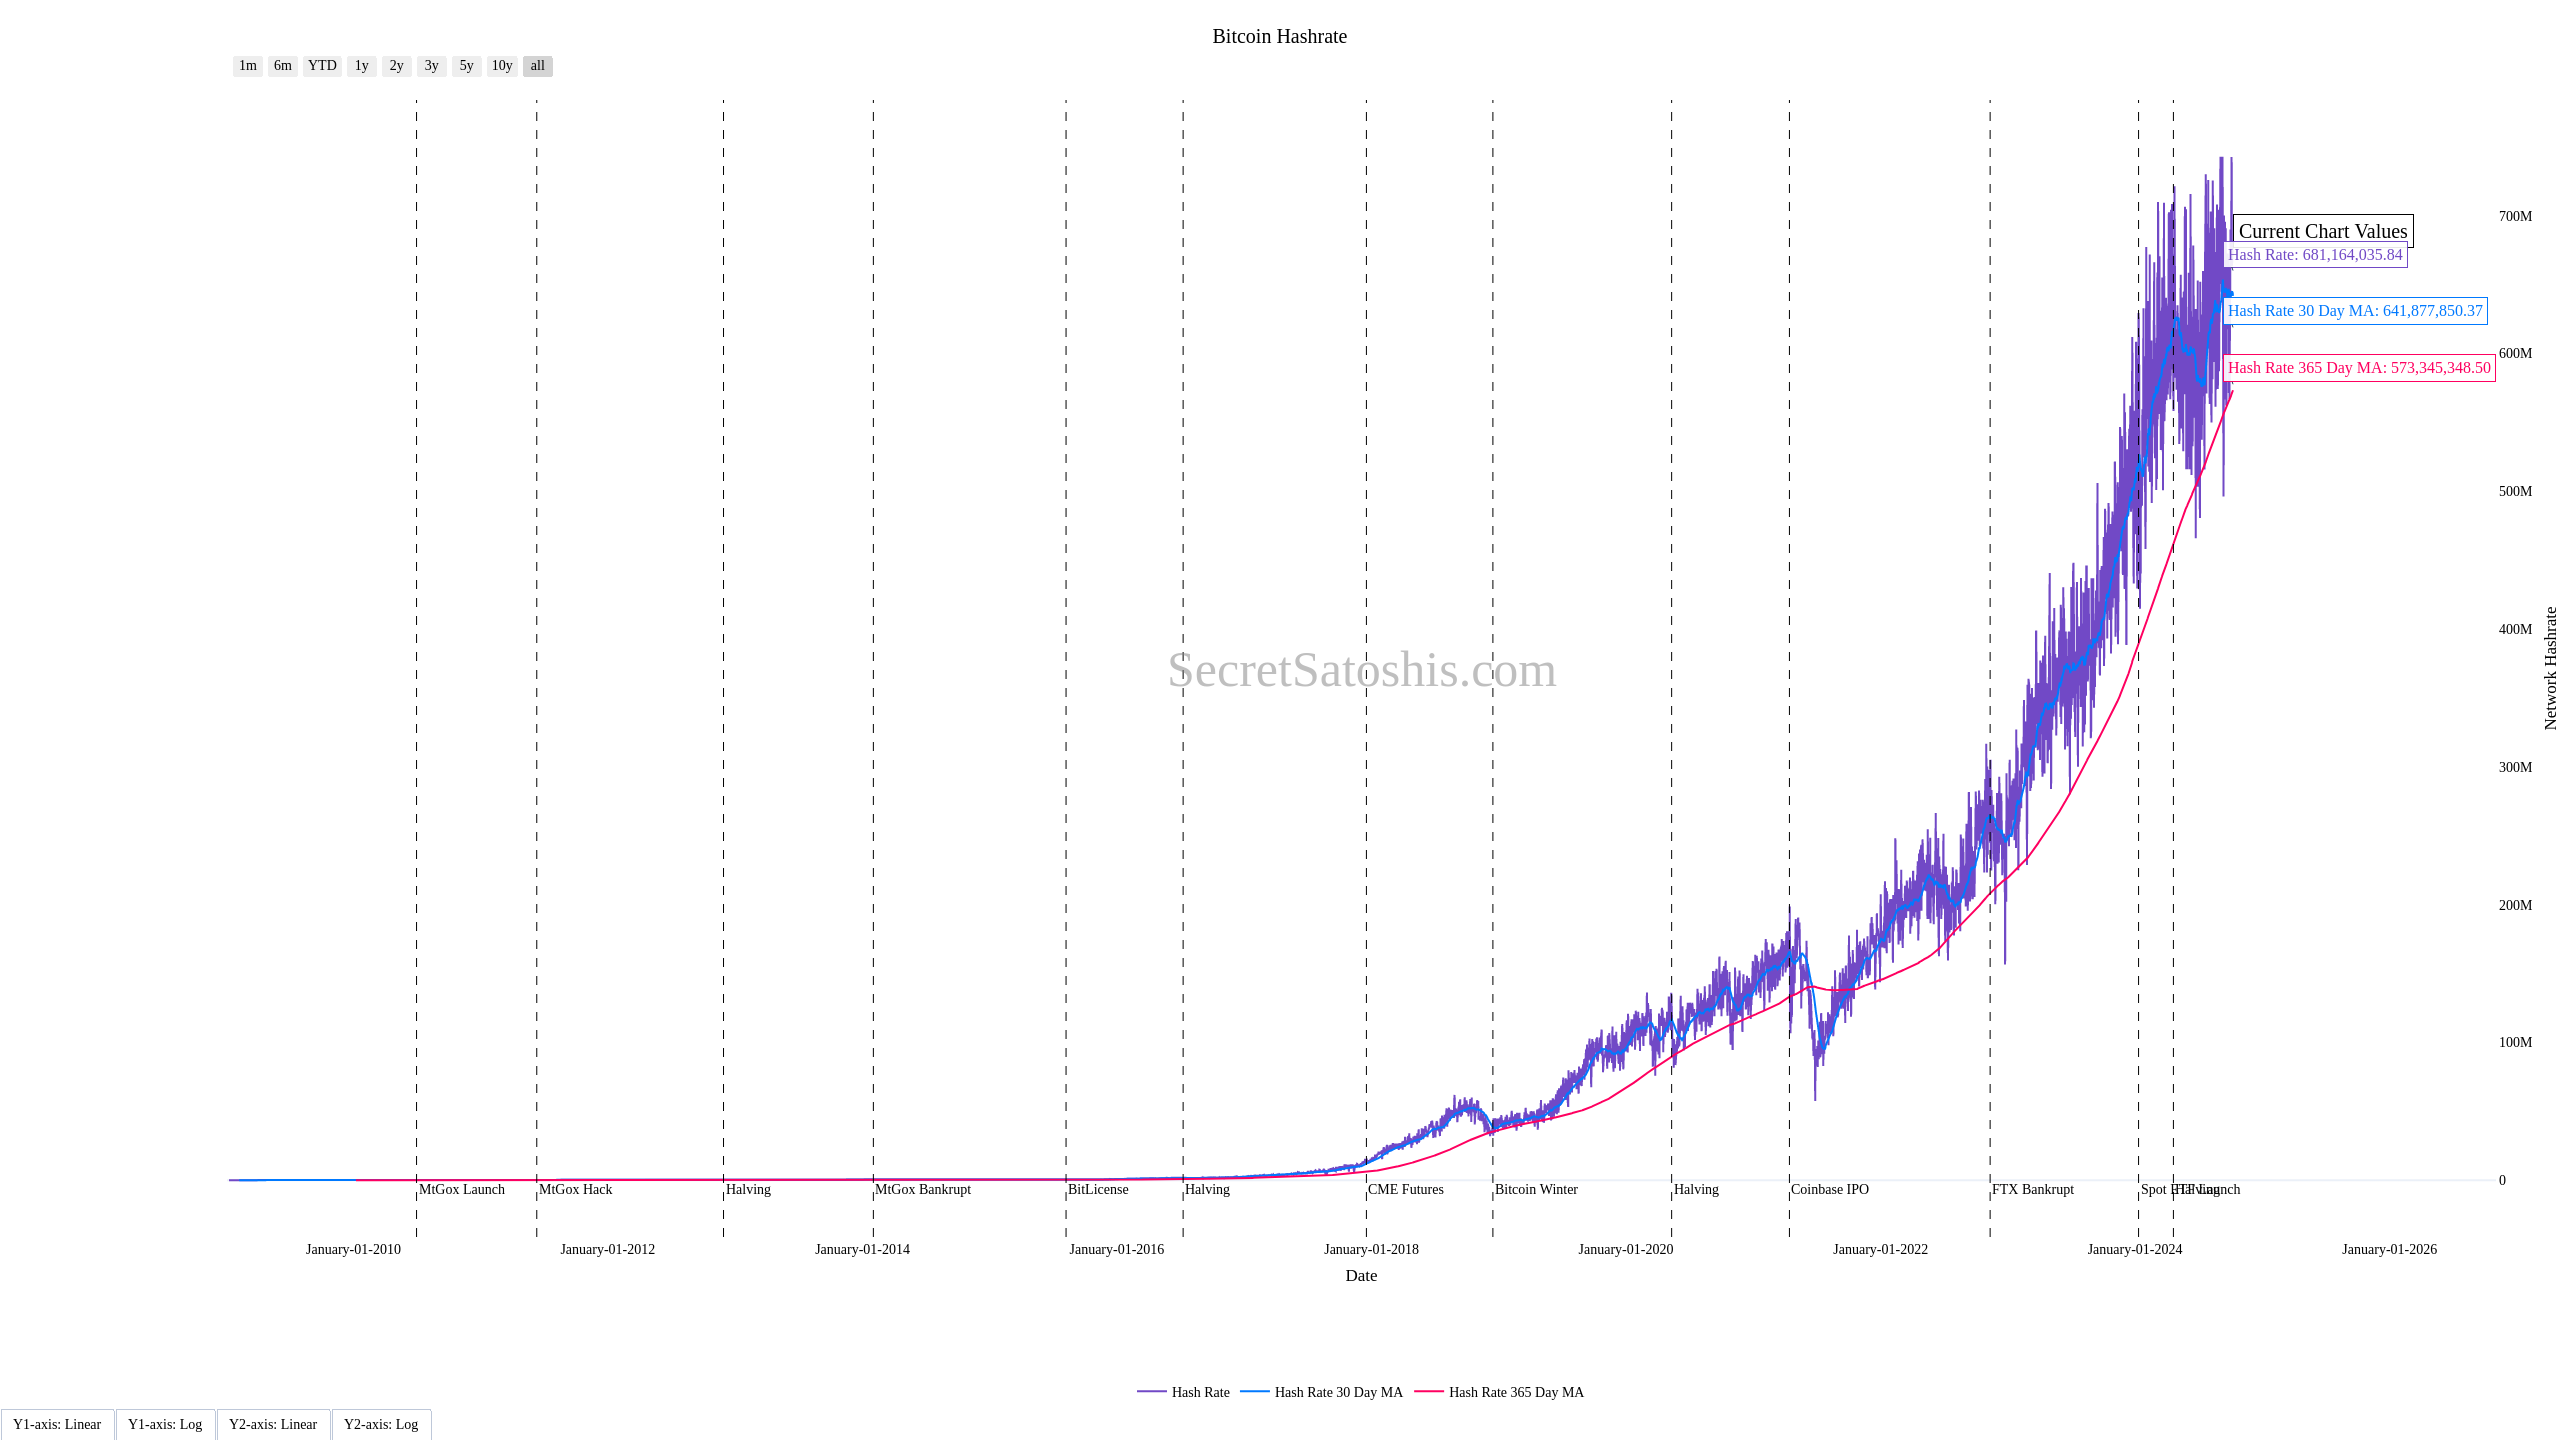 Bitcoin Hashrate
1m 6m YTD 1y 2y 3y 5y 10y all
700M
Current Chart Values
Hash Rate: 681,164,035.84
Hash Rate 30 Day MA: 641,877,850.37
600M
Hash Rate 365 Day MA: 573,345,348.50
500M
400M
Network Hashrate
SecretSatoshis.com
300M
200M
100M
0
MtGox Launch MtGox Hack Halving MtGox Bankrupt BitLicense Halving CME Futures Bitcoin Winter Halving Coinbase IPO FTX Bankrupt Spot ETF Launch Halving
January-01-2010 January-01-2012 January-01-2014 January-01-2016 January-01-2018 January-01-2020 January-01-2022 January-01-2024 January-01-2026
Date
Hash Rate Hash Rate 30 Day MA Hash Rate 365 Day MA
Y1-axis: Linear Y1-axis: Log Y2-axis: Linear Y2-axis: Log